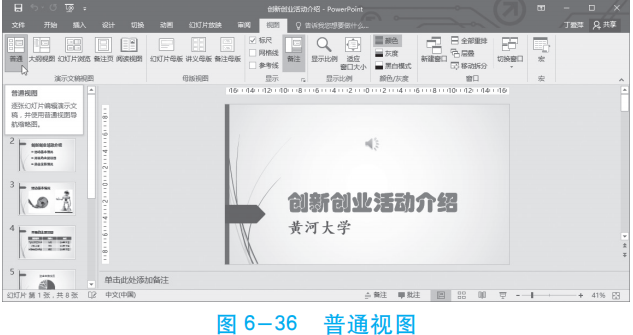 创新创业活动介绍 - PowerPoint
文件 开始 插入 设计 切换 动画 幻灯片放映 审阅 视图 告诉我您想要做什么... 丁爱萍 共享
普通 大纲视图 幻灯片浏览 备注页 阅读视图
演示文稿视图
幻灯片母版 讲义母版 备注母版
母版视图
标尺
网格线
参考线
备注
显示
显示比例 适应窗口大小
显示比例
颜色
灰度
黑白模式
颜色/灰度
新建窗口
全部重排
层叠
移动拆分
切换窗口
窗口
宏
宏
普通视图
逐张幻灯片编辑演示文
稿，并使用普通视图导
航缩略图。
2
3
4
5
创新创业活动介绍
黄河大学
单击此处添加备注
幻灯片 第 1 张，共 8 张 中文(中国) 备注 批注 41%
图 6-36 普通视图